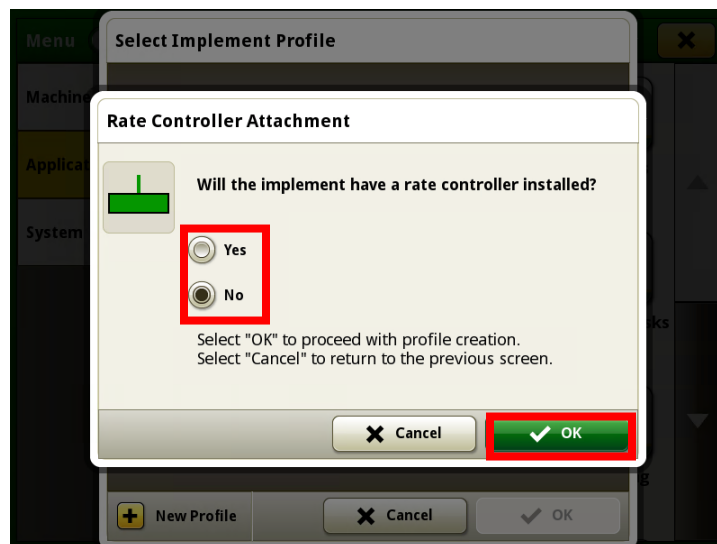 Menu
Select Implement Profile
Machine
Rate Controller Attachment
Applicat
Will the implement have a rate controller installed?
System
Yes
No
Select "OK" to proceed with profile creation.
Select "Cancel" to return to the previous screen.
Cancel
OK
New Profile
Cancel
OK